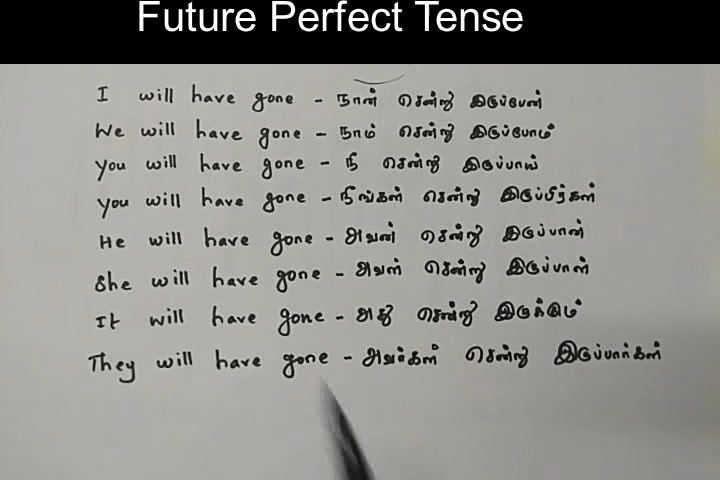 Future Perfect Tense
I will have gone - நான் சென்று இருப்பேன்
We will have gone - நாம் சென்று இருப்போம்
You will have gone - நீ சென்று இருப்பாய்
You will have gone - நீங்கள் சென்று இருப்பீர்கள்
He will have gone - அவன் சென்று இருப்பான்
She will have gone - அவள் சென்று இருப்பாள்
It will have gone - அது சென்று இருக்கும்
They will have gone - அவர்கள் சென்று இருப்பார்கள்